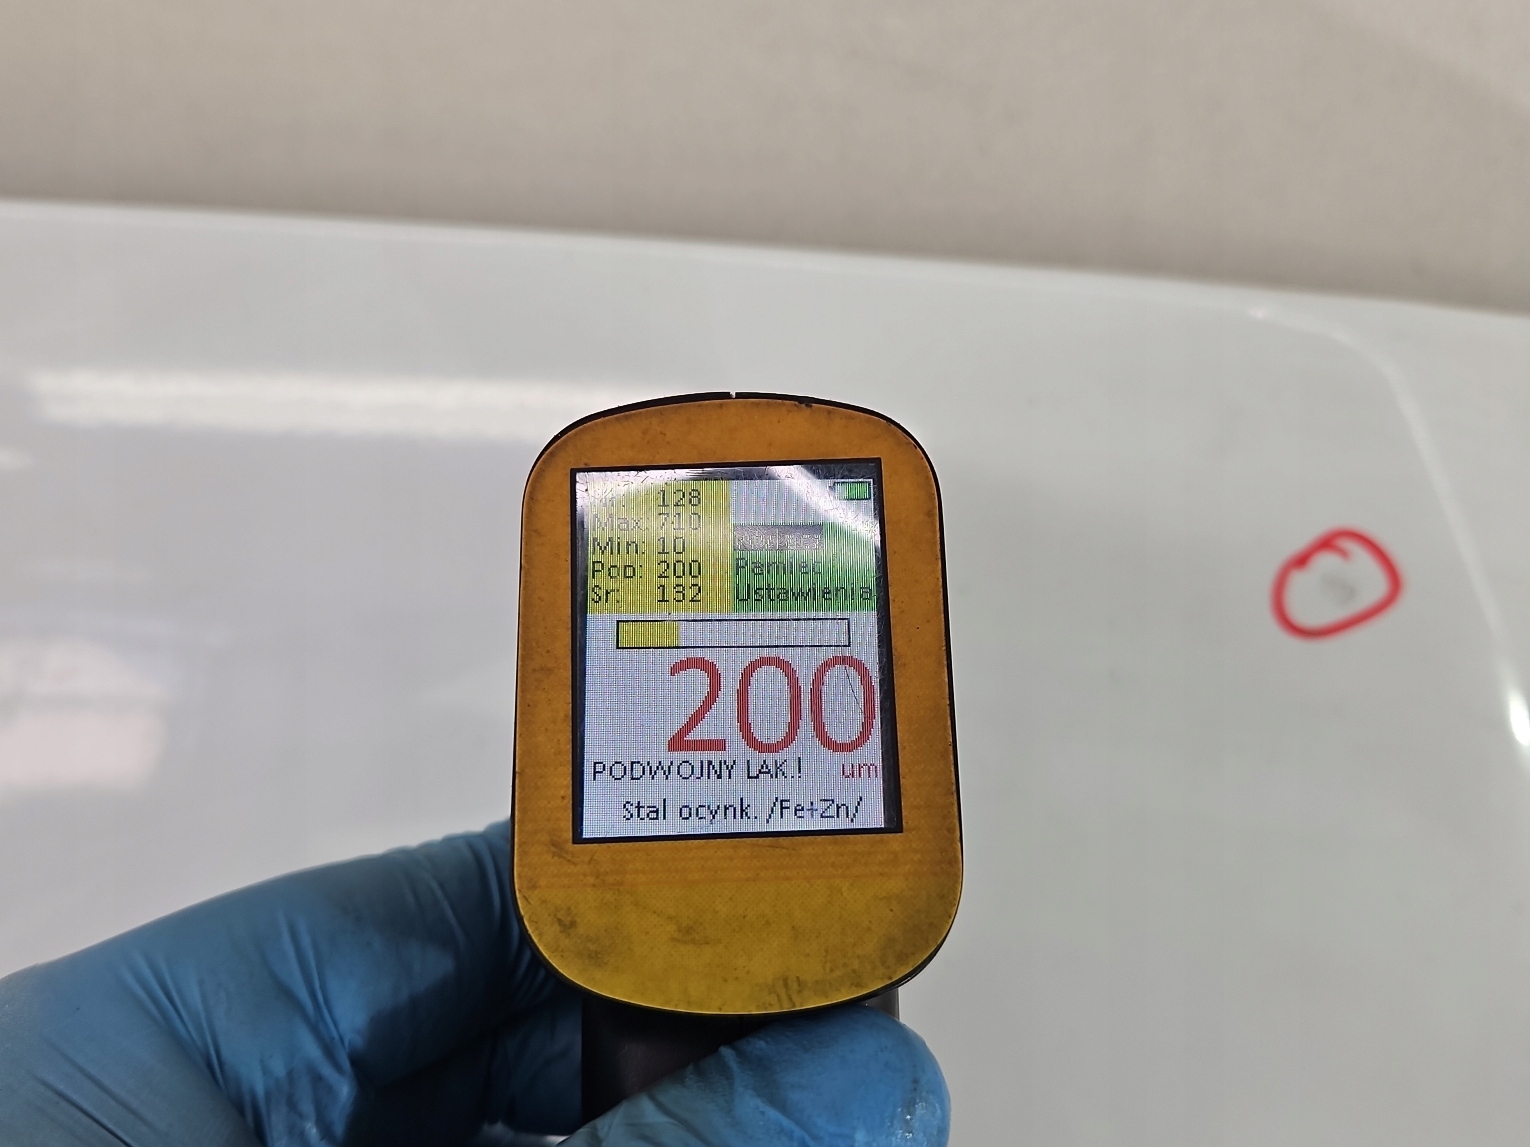 128
Max: 710
Min: 10
Pop: 200
Sr: 132
Pamiec
Ustawienia
200
PODWOJNY LAK.! um
Stal ocynk. /Fe+Zn/